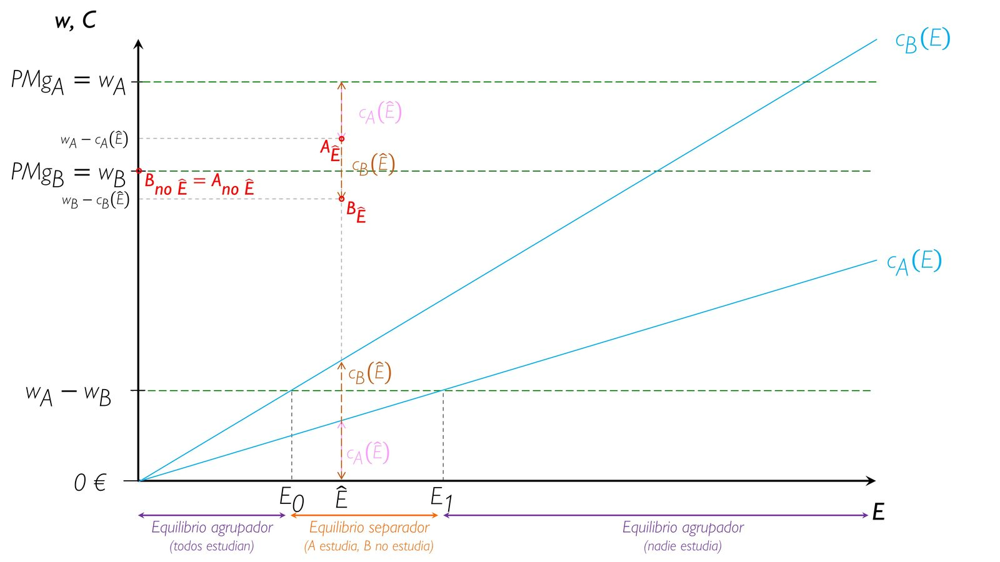 w, C
c_B(E)
PMg_A = w_A
c_A(Ê)
w_A − c_A(Ê)
A_Ê
c_B(Ê)
PMg_B = w_B
B_no Ê = A_no Ê
w_B − c_B(Ê)
B_Ê
c_A(E)
c_B(Ê)
w_A − w_B
c_A(Ê)
0 €
E_0 Ê E_1
E
Equilibrio agrupador Equilibrio separador Equilibrio agrupador
(todos estudian) (A estudia, B no estudia) (nadie estudia)